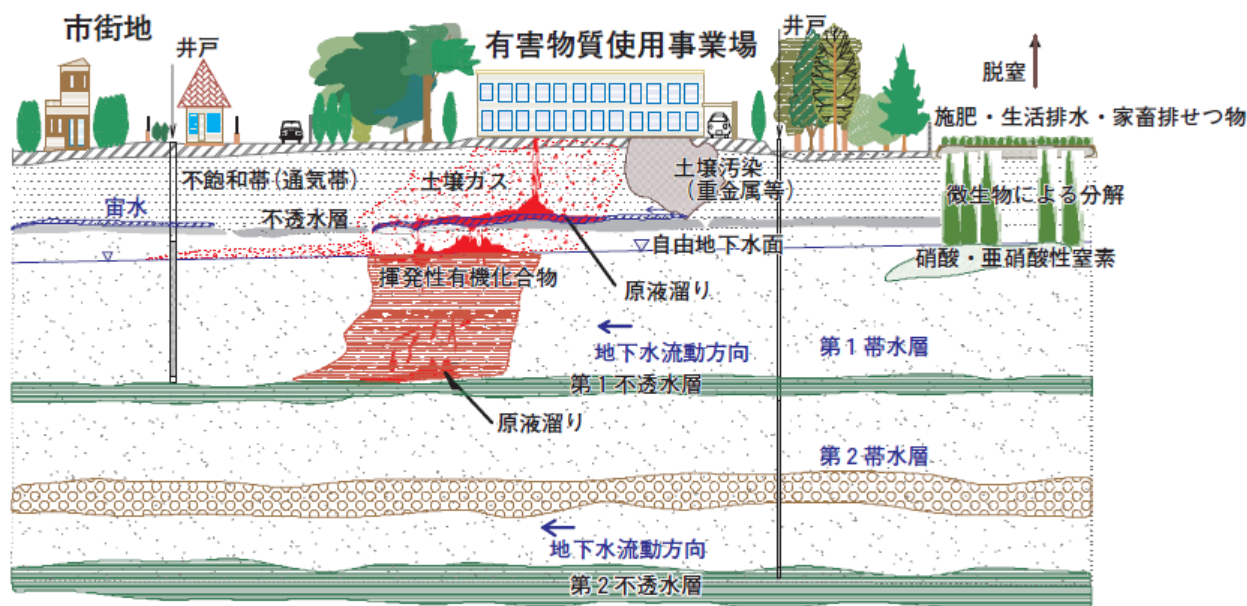 市街地
井戸
有害物質使用事業場
井戸
脱窒
施肥・生活排水・家畜排せつ物
不飽和帯(通気帯)
土壌ガス
土壌汚染
(重金属等)
微生物による分解
宙水
不透水層
自由地下水面
硝酸・亜硝酸性窒素
揮発性有機化合物
原液溜り
地下水流動方向
第1帯水層
第1不透水層
原液溜り
第2帯水層
地下水流動方向
第2不透水層